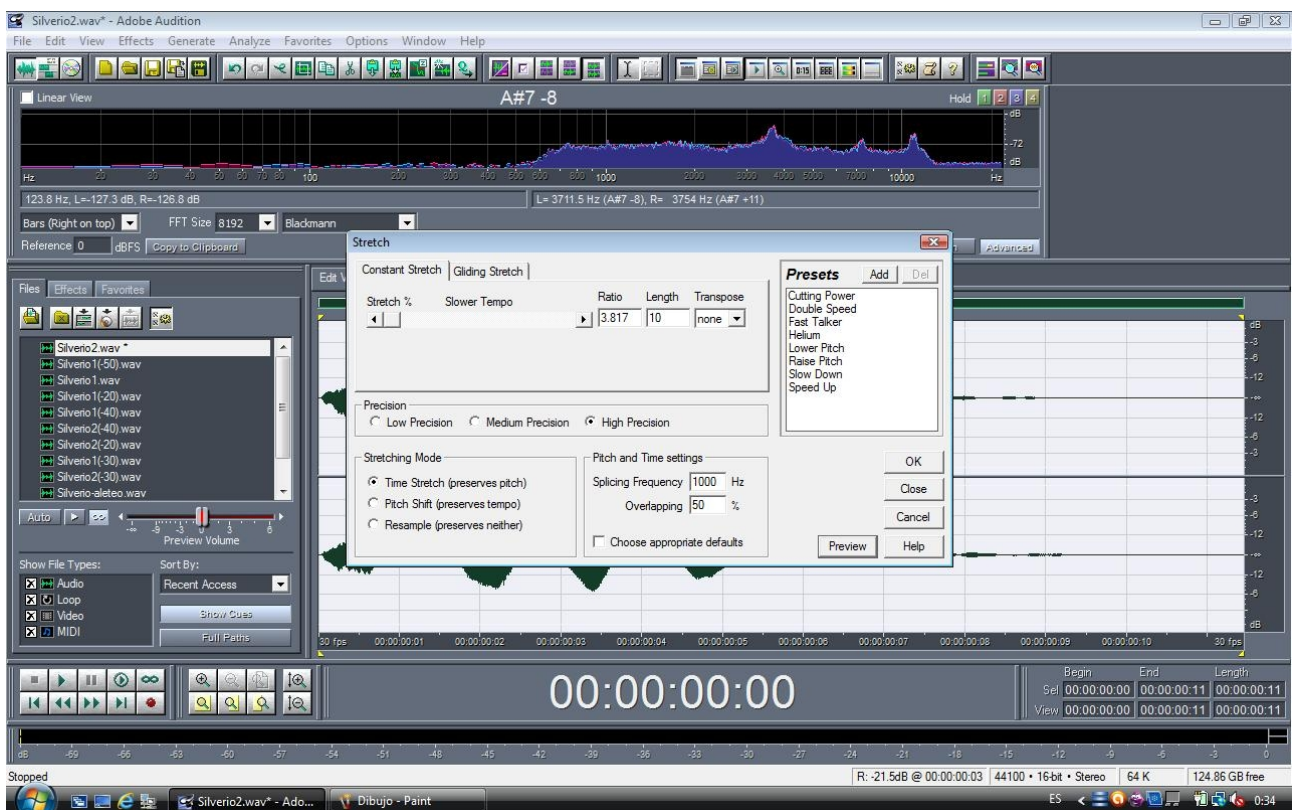 Silverio2.wav* - Adobe Audition
File Edit View Effects Generate Analyze Favorites Options Window Help
Linear View
A#7 -8
Hold 1 2 3 4
dB
-72
dB
Hz 20 30 40 50 60 70 80 100 200 300 400 500 600 800 1000 2000 3000 4000 5000 7000 10000 Hz
123.8 Hz, L=-127.3 dB, R=-126.8 dB
L= 3711.5 Hz (A#7 -8), R= 3754 Hz (A#7 +11)
Bars (Right on top) FFT Size 8192 Blackmann
Reference 0 dBFS Copy to Clipboard
Advanced
Files Effects Favorites
Edit
Silverio2.wav *
Silverio1(-50).wav
Silverio1.wav
Silverio1(-20).wav
Silverio1(-40).wav
Silverio2(-40).wav
Silverio2(-20).wav
Silverio1(-30).wav
Silverio2(-30).wav
Silverio-aleteo.wav
Auto
-∞ -9 -3 0 3 6
Preview Volume
Show File Types: Sort By:
Audio Recent Access
Loop
Video Show Cues
MIDI Full Paths
Stretch
Constant Stretch Gliding Stretch
Stretch % Slower Tempo Ratio Length Transpose
3.817 10 none
Precision
Low Precision Medium Precision High Precision
Stretching Mode
Time Stretch (preserves pitch)
Pitch Shift (preserves tempo)
Resample (preserves neither)
Pitch and Time settings
Splicing Frequency 1000 Hz
Overlapping 50 %
Choose appropriate defaults
Presets Add Del
Cutting Power
Double Speed
Fast Talker
Helium
Lower Pitch
Raise Pitch
Slow Down
Speed Up
OK
Close
Cancel
Preview Help
dB
-3
-6
-12
-∞
-12
-6
-3
-3
-6
-12
-∞
-12
-6
dB
30 fps 00:00:00:01 00:00:00:02 00:00:00:03 00:00:00:04 00:00:00:05 00:00:00:06 00:00:00:07 00:00:00:08 00:00:00:09 00:00:00:10 30 fps
00:00:00:00
Begin End Length
Sel 00:00:00:00 00:00:00:11 00:00:00:11
View 00:00:00:00 00:00:00:11 00:00:00:11
dB -69 -66 -63 -60 -57 -54 -51 -48 -45 -42 -39 -36 -33 -30 -27 -24 -21 -18 -15 -12 -9 -6 -3 0
Stopped
R: -21.5dB @ 00:00:00:03 44100 • 16-bit • Stereo 64 K 124.86 GB free
Silverio2.wav* - Ado... Dibujo - Paint
ES 0:34